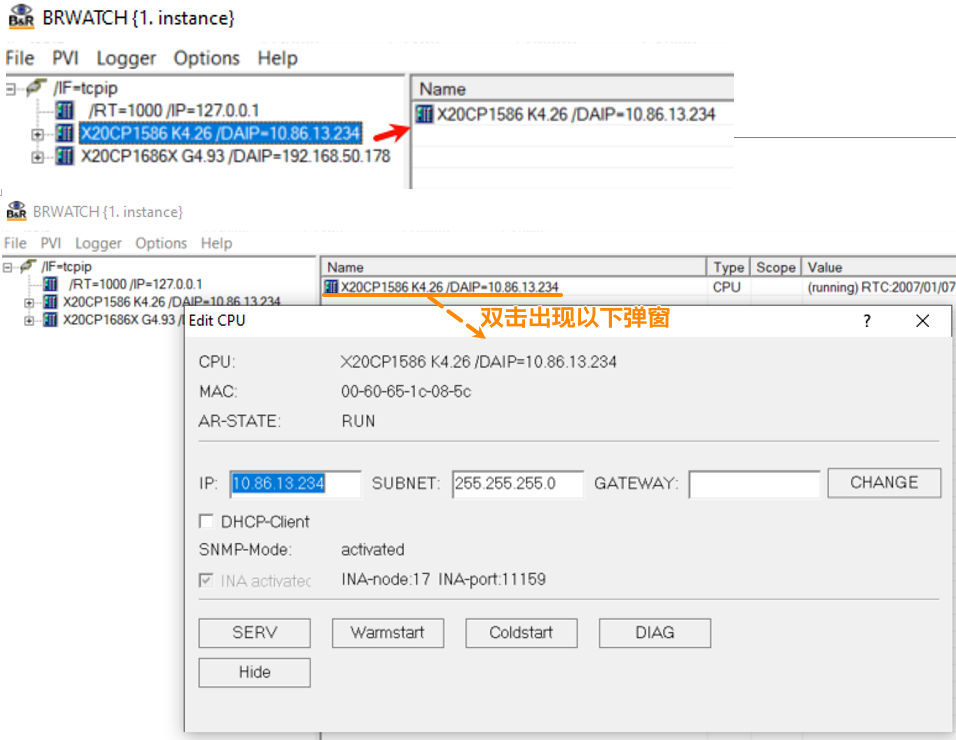 B&R BRWATCH {1. instance}
File PVI Logger Options Help
/IF=tcpip
/RT=1000 /IP=127.0.0.1
X20CP1586 K4.26 /DAIP=10.86.13.234
X20CP1686X G4.93 /DAIP=192.168.50.178
Name
X20CP1586 K4.26 /DAIP=10.86.13.234
B&R BRWATCH {1. instance}
File PVI Logger Options Help
/IF=tcpip
/RT=1000 /IP=127.0.0.1
X20CP1586 K4.26 /DAIP=10.86.13.234
X20CP1686X G4.93 /
Name Type Scope Value
X20CP1586 K4.26 /DAIP=10.86.13.234 CPU (running) RTC:2007/01/07
双击出现以下弹窗
Edit CPU ?
CPU: X20CP1586 K4.26 /DAIP=10.86.13.234
MAC: 00-60-65-1c-08-5c
AR-STATE: RUN
IP: 10.86.13.234 SUBNET: 255.255.255.0 GATEWAY: CHANGE
DHCP-Client
SNMP-Mode: activated
INA activated INA-node:17 INA-port:11159
SERV Warmstart Coldstart DIAG
Hide